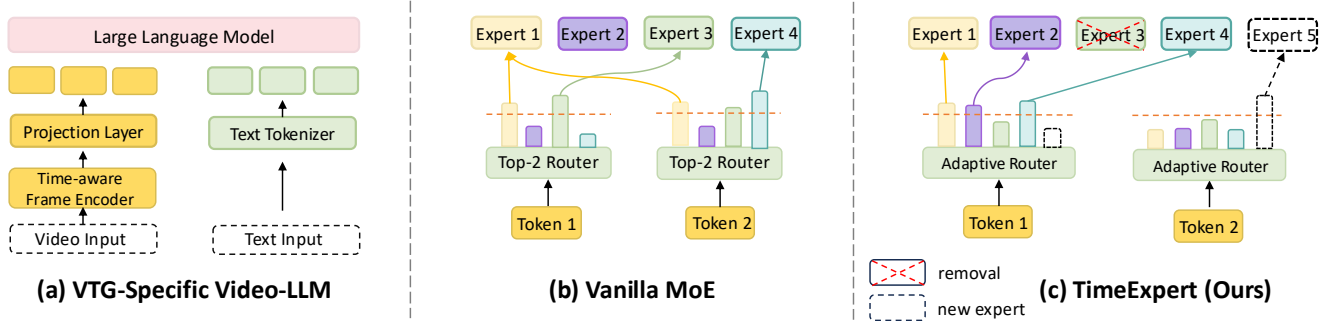 Large Language Model
Projection Layer
Text Tokenizer
Time-aware
Frame Encoder
Video Input
Text Input
(a) VTG-Specific Video-LLM
Expert 1
Expert 2
Expert 3
Expert 4
Top-2 Router
Top-2 Router
Token 1
Token 2
(b) Vanilla MoE
Expert 1
Expert 2
Expert 3
Expert 4
Expert 5
Adaptive Router
Adaptive Router
Token 1
Token 2
removal
new expert
(c) TimeExpert (Ours)